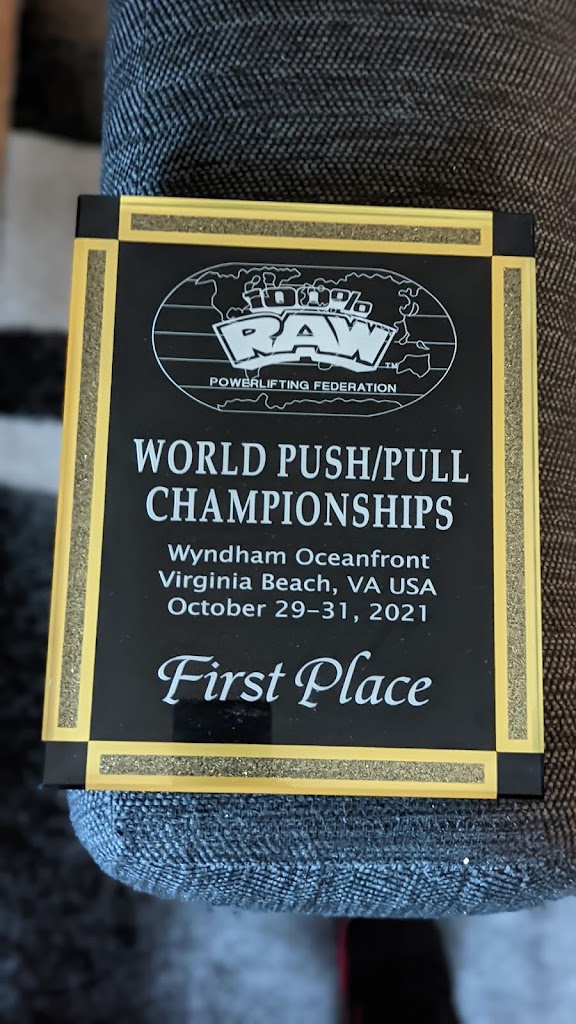 100%
RAW™
POWERLIFTING FEDERATION
WORLD PUSH/PULL
CHAMPIONSHIPS
Wyndham Oceanfront
Virginia Beach, VA USA
October 29-31, 2021
First Place